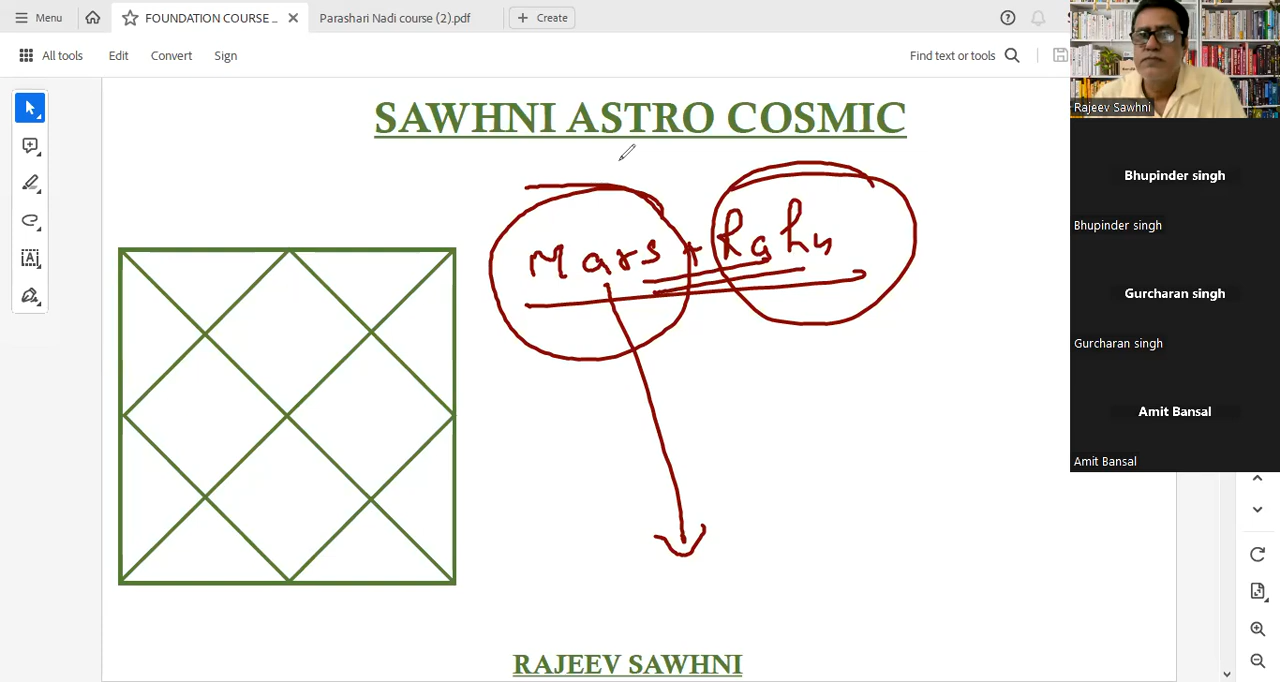 Menu
FOUNDATION COURSE ...
Parashari Nadi course (2).pdf
Create
All tools
Edit
Convert
Sign
Find text or tools
Rajeev Sawhni
SAWHNI ASTRO COSMIC
Mars + Rahu
Bhupinder singh
Bhupinder singh
Gurcharan singh
Gurcharan singh
Amit Bansal
Amit Bansal
RAJEEV SAWHNI